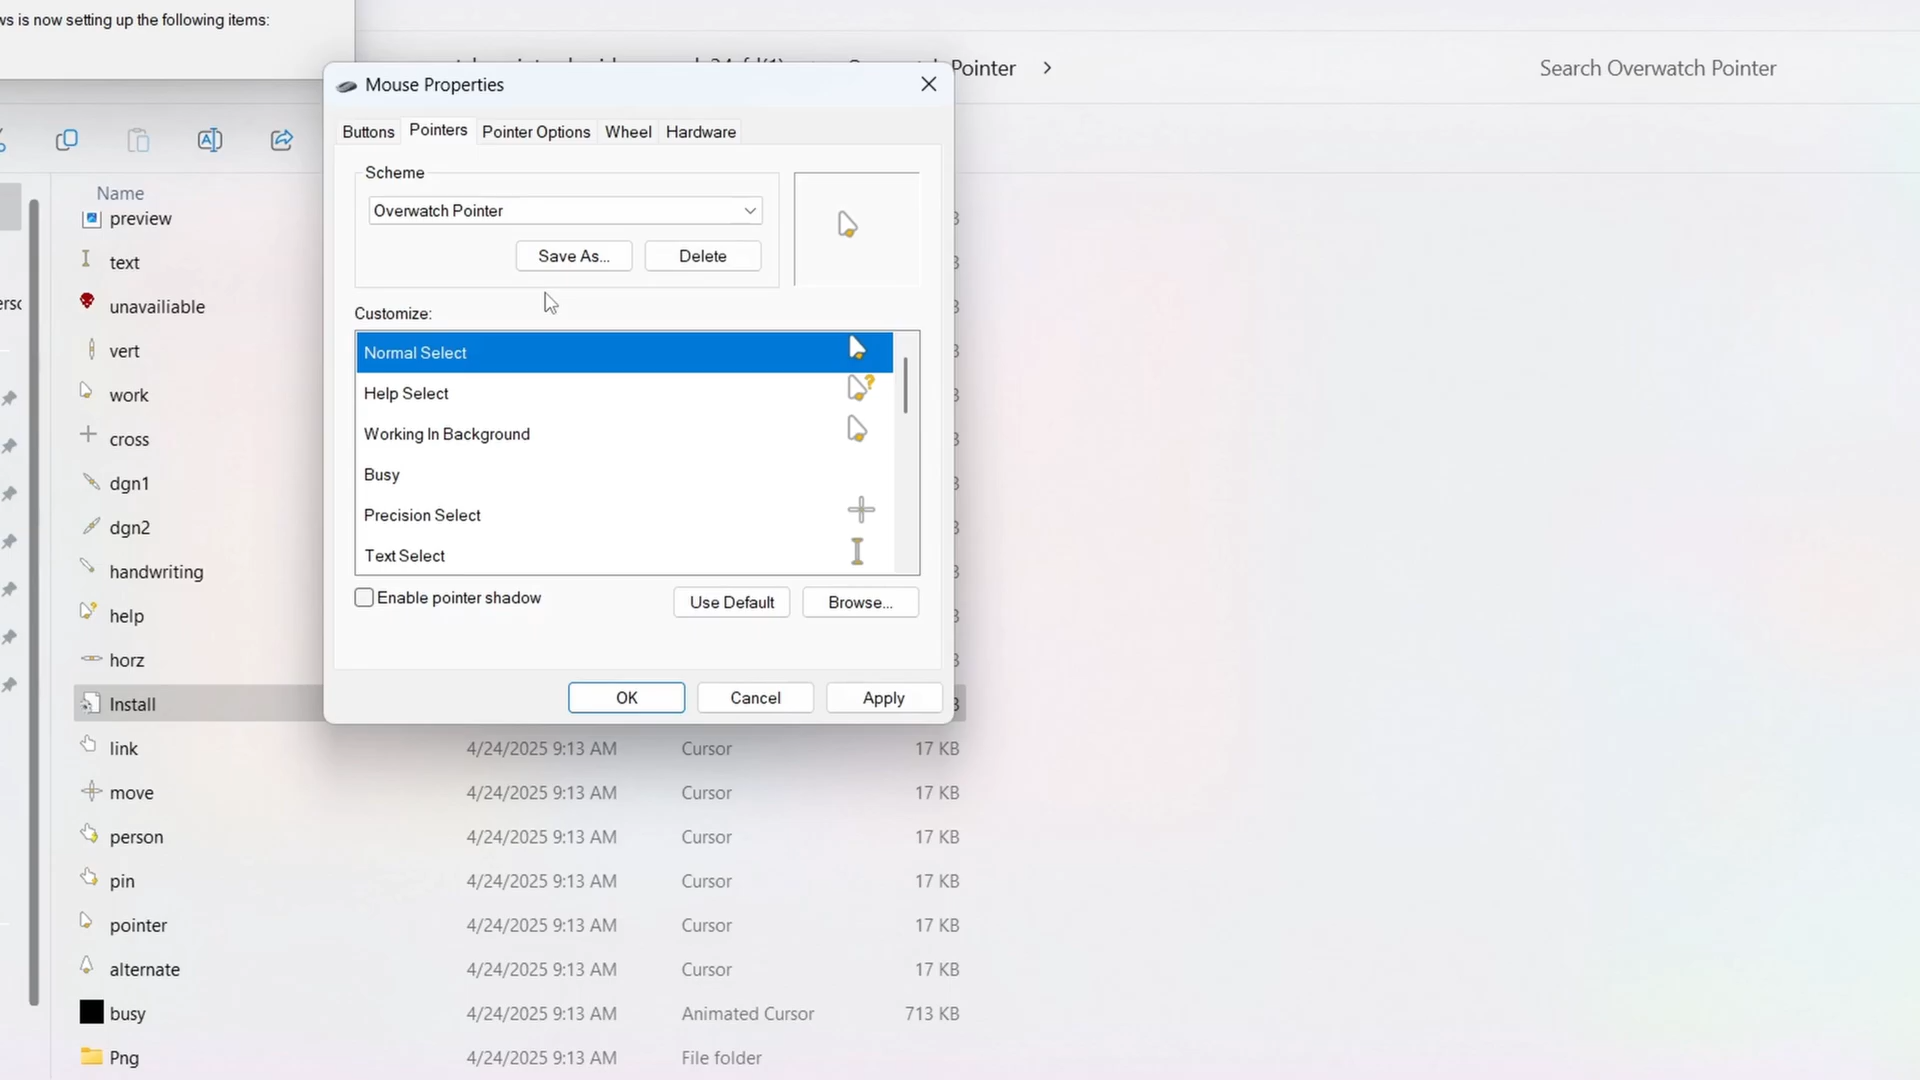 is now setting up the following items:
Pointer
Search Overwatch Pointer
Mouse Properties
Buttons
Pointers
Pointer Options
Wheel
Hardware
Scheme
Overwatch Pointer
Save As...
Delete
Customize:
Normal Select
Help Select
Working In Background
Busy
Precision Select
Text Select
Enable pointer shadow
Use Default
Browse...
OK
Cancel
Apply
Name
preview
text
unavailiable
vert
work
cross
dgn1
dgn2
handwriting
help
horz
Install
link 4/24/2025 9:13 AM Cursor 17 KB
move 4/24/2025 9:13 AM Cursor 17 KB
person 4/24/2025 9:13 AM Cursor 17 KB
pin 4/24/2025 9:13 AM Cursor 17 KB
pointer 4/24/2025 9:13 AM Cursor 17 KB
alternate 4/24/2025 9:13 AM Cursor 17 KB
busy 4/24/2025 9:13 AM Animated Cursor 713 KB
Png 4/24/2025 9:13 AM File folder